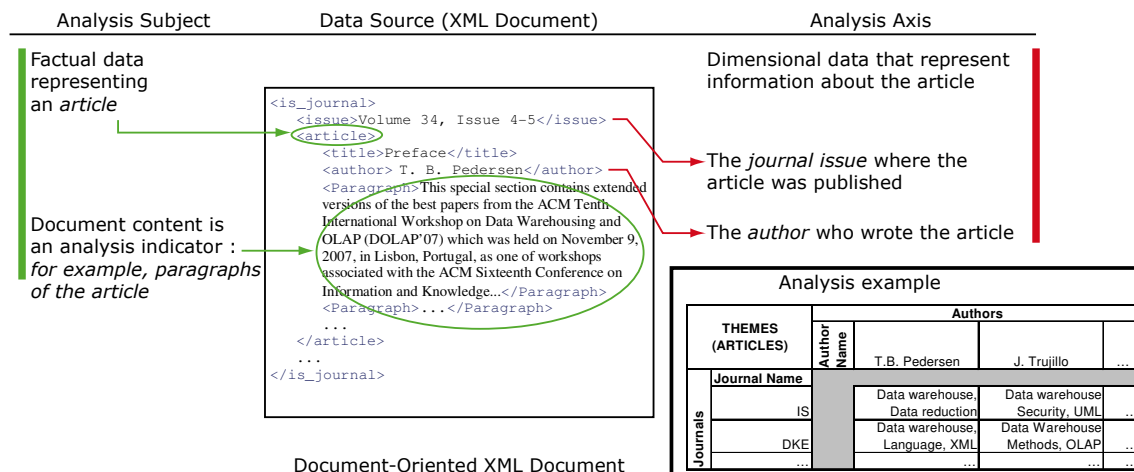 Analysis Subject
Data Source (XML Document)
Analysis Axis
Factual data
representing
an article
Document content is
an analysis indicator :
for example, paragraphs
of the article
<is_journal>
<issue>Volume 34, Issue 4-5</issue>
<article>
<title>Preface</title>
<author> T. B. Pedersen</author>
<Paragraph>This special section contains extended
versions of the best papers from the ACM Tenth
International Workshop on Data Warehousing and
OLAP (DOLAP'07) which was held on November 9,
2007, in Lisbon, Portugal, as one of workshops
associated with the ACM Sixteenth Conference on
Information and Knowledge...</Paragraph>
<Paragraph>...</Paragraph>
...
</article>
...
</is_journal>
Document-Oriented XML Document
Dimensional data that represent
information about the article
The journal issue where the
article was published
The author who wrote the article
Analysis example
THEMES
(ARTICLES)
Authors
Author
Name
T.B. Pedersen
J. Trujillo
...
Journals
Journal Name
IS
Data warehouse,
Data reduction
Data warehouse
Security, UML
...
DKE
Data warehouse,
Language, XML
Data Warehouse
Methods, OLAP
...
...
...
...
...